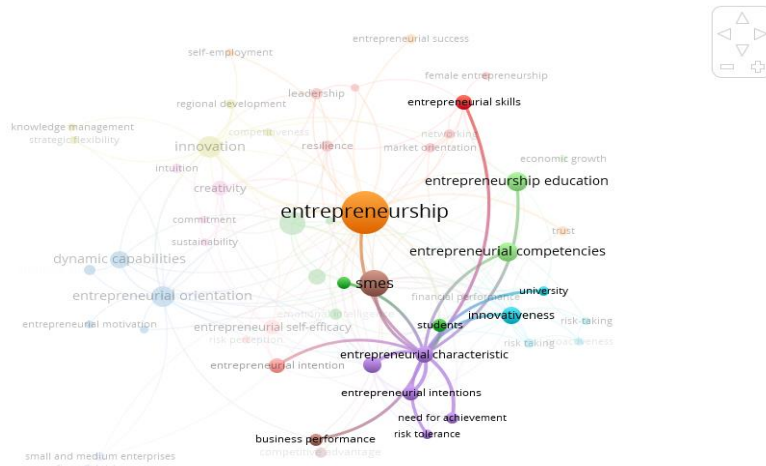 entrepreneurial success
self-employment
female entrepreneurship
leadership
entrepreneurial skills
regional development
knowledge management
competiveness
networking
strategic flexibility
innovation
resilience
market orientation
economic growth
intuition
entrepreneurship education
creativity
entrepreneurship
commitment
trust
sustainability
entrepreneurial competencies
dynamic capabilities
smes
university
entrepreneurial orientation
financial performance
innovativeness
risk-taking
entrepreneurial motivation
entrepreneurial self-efficacy
students
risk perception
risk taking
entrepreneurial characteristic
entrepreneurial intention
entrepreneurial intentions
need for achievement
risk tolerance
business performance
competitive advantage
small and medium enterprises